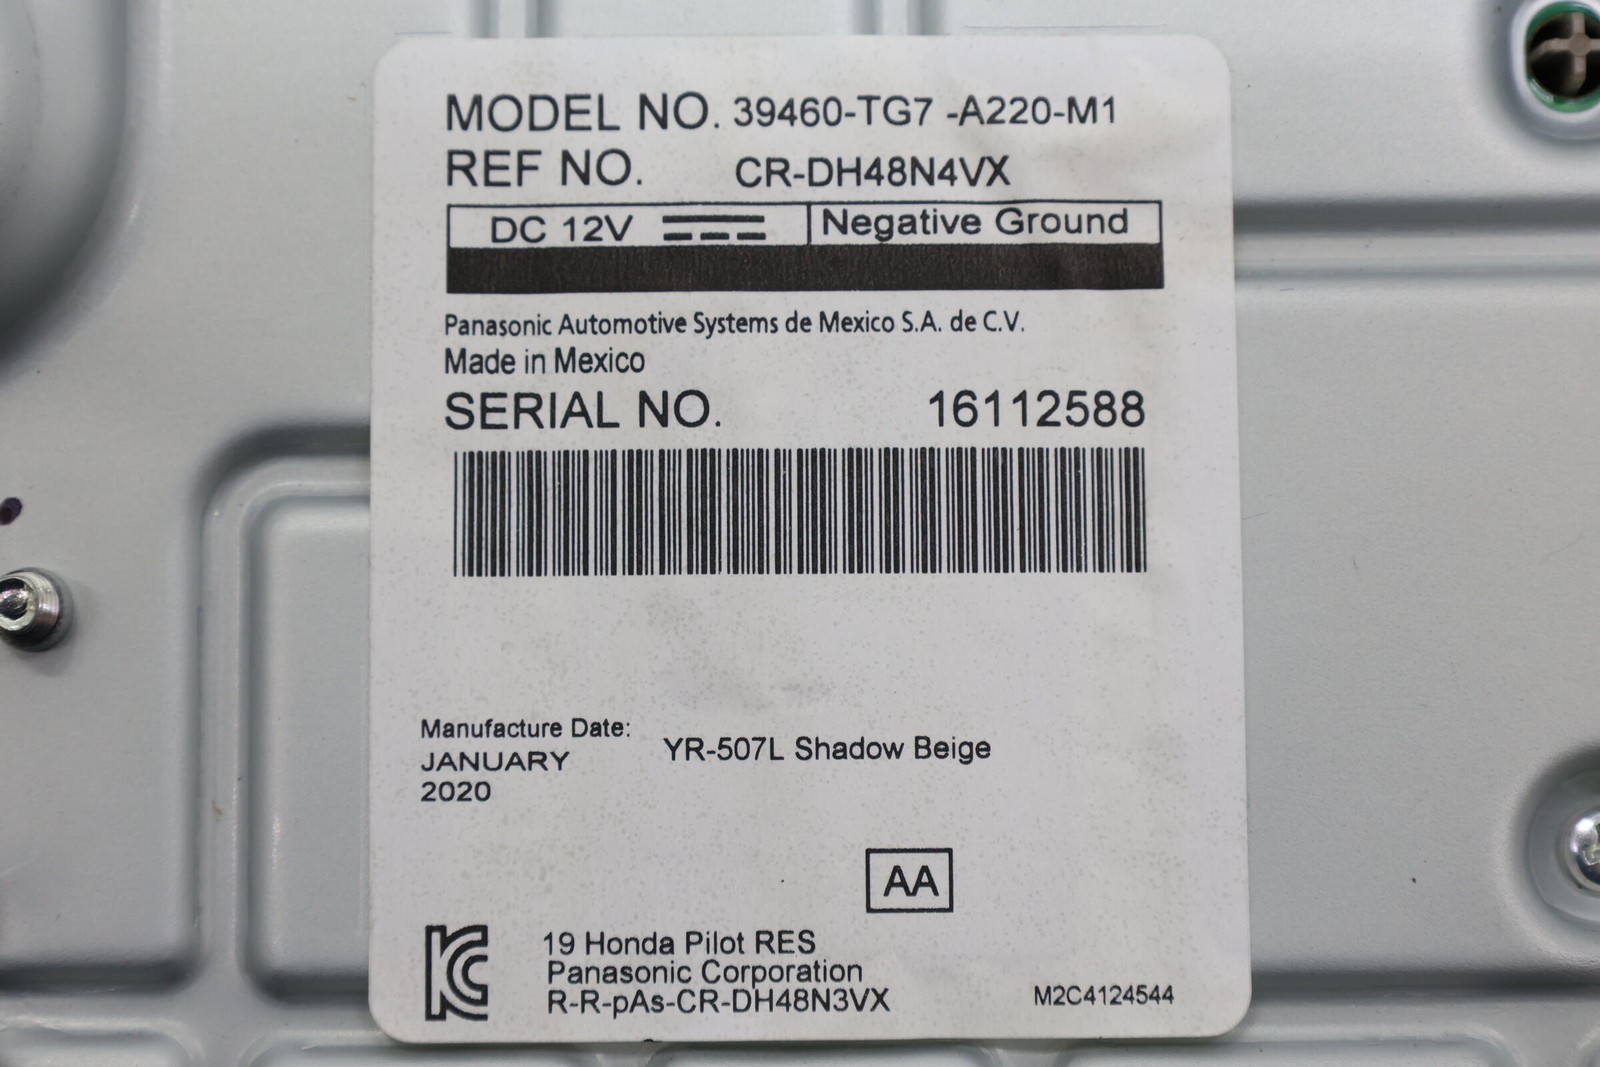 MODEL NO. 39460-TG7 -A220-M1
REF NO. CR-DH48N4VX
DC 12V Negative Ground
Panasonic Automotive Systems de Mexico S.A. de C.V.
Made in Mexico
SERIAL NO. 16112588
Manufacture Date:
JANUARY
2020
YR-507L Shadow Beige
AA
KC
19 Honda Pilot RES
Panasonic Corporation
R-R-pAs-CR-DH48N3VX
M2C4124544